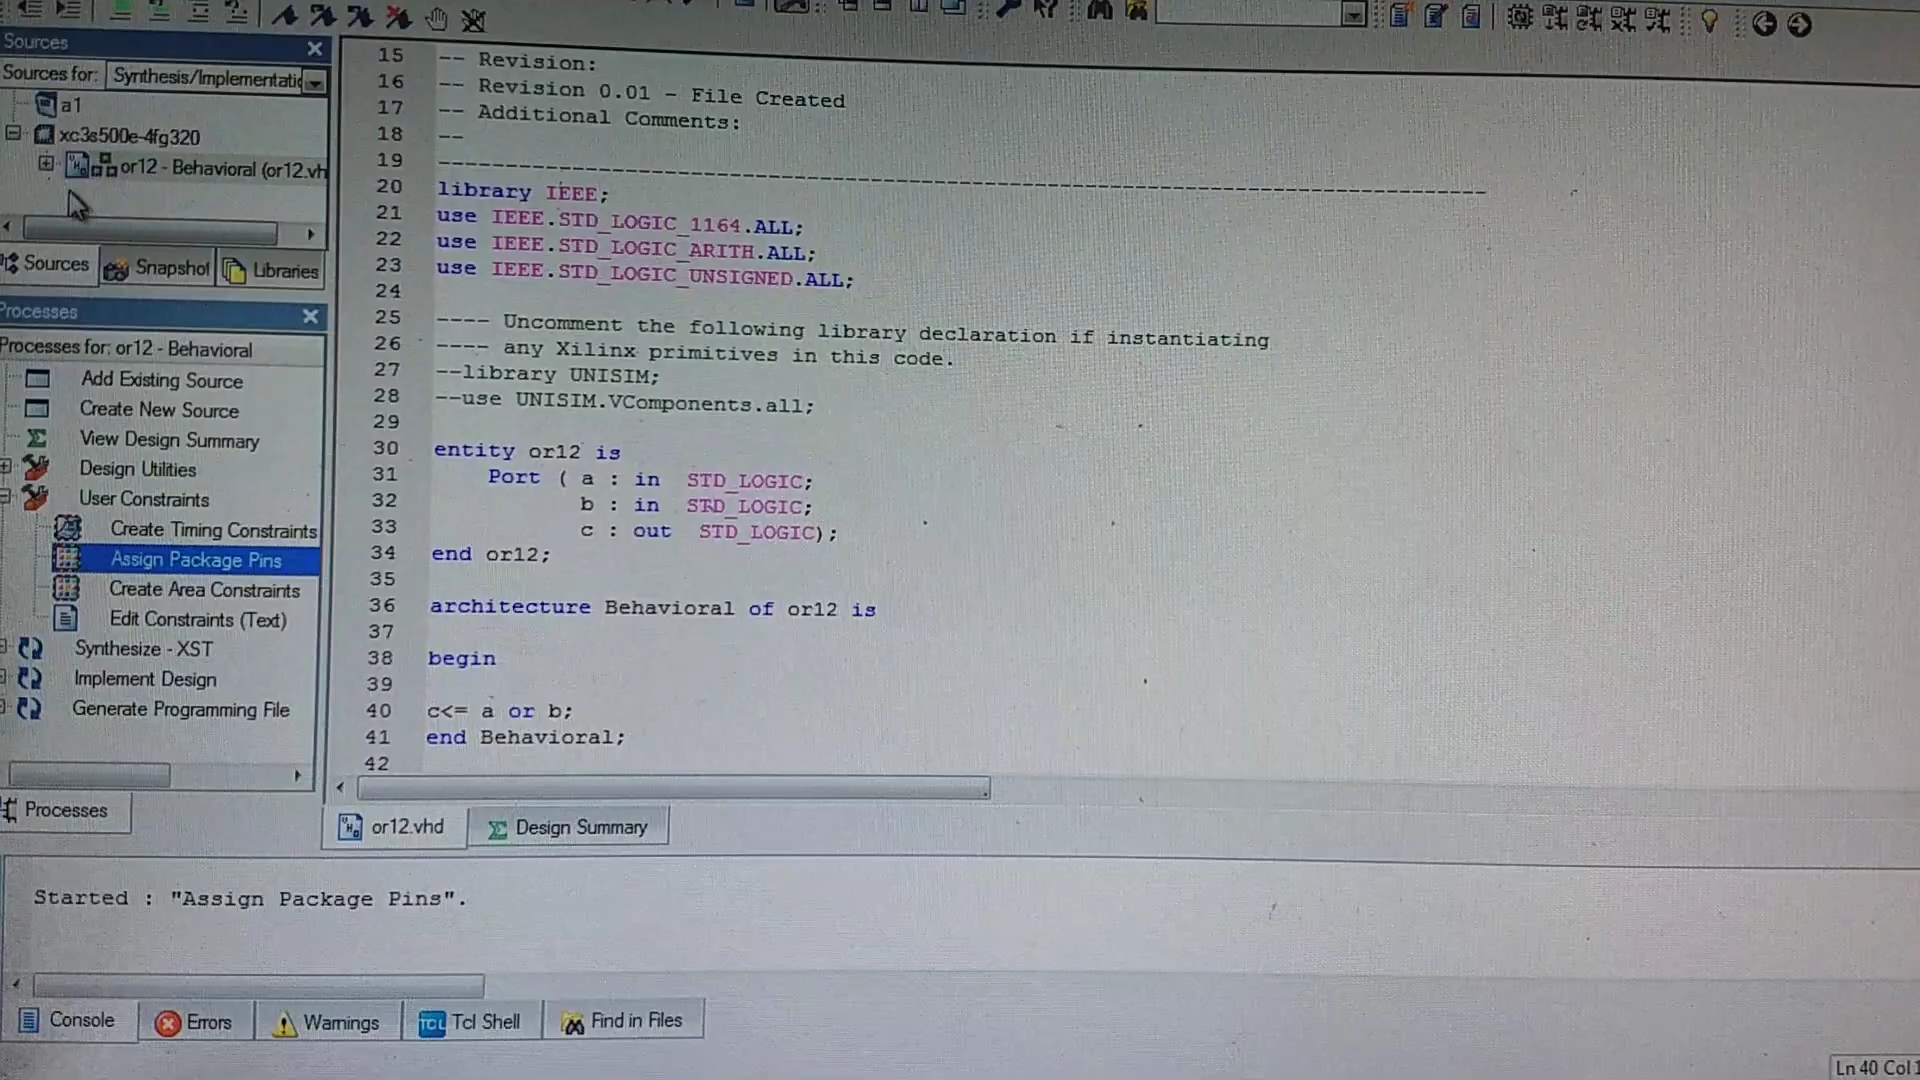 Sources
Sources for: Synthesis/Implementatic
a1
xc3s500e-4fg320
or12 - Behavioral (or12.vh
Sources
Snapshot
Libraries
Processes
Processes for: or12 - Behavioral
Add Existing Source
Create New Source
View Design Summary
Design Utilities
User Constraints
Create Timing Constraints
Assign Package Pins
Create Area Constraints
Edit Constraints (Text)
Synthesize - XST
Implement Design
Generate Programming File
Processes
15 -- Revision:
16 -- Revision 0.01 - File Created
17 -- Additional Comments:
18 --
19 ----------------------------------------------------------------------------------
20 library IEEE;
21 use IEEE.STD_LOGIC_1164.ALL;
22 use IEEE.STD_LOGIC_ARITH.ALL;
23 use IEEE.STD_LOGIC_UNSIGNED.ALL;
24
25 ---- Uncomment the following library declaration if instantiating
26 ---- any Xilinx primitives in this code.
27 --library UNISIM;
28 --use UNISIM.VComponents.all;
29
30 entity or12 is
31 Port ( a : in STD_LOGIC;
32 b : in STD_LOGIC;
33 c : out STD_LOGIC);
34 end or12;
35
36 architecture Behavioral of or12 is
37
38 begin
39
40 c<= a or b;
41 end Behavioral;
42
or12.vhd
Design Summary
Started : "Assign Package Pins".
Console
Errors
Warnings
TCL Tcl Shell
Find in Files
Ln 40 Col